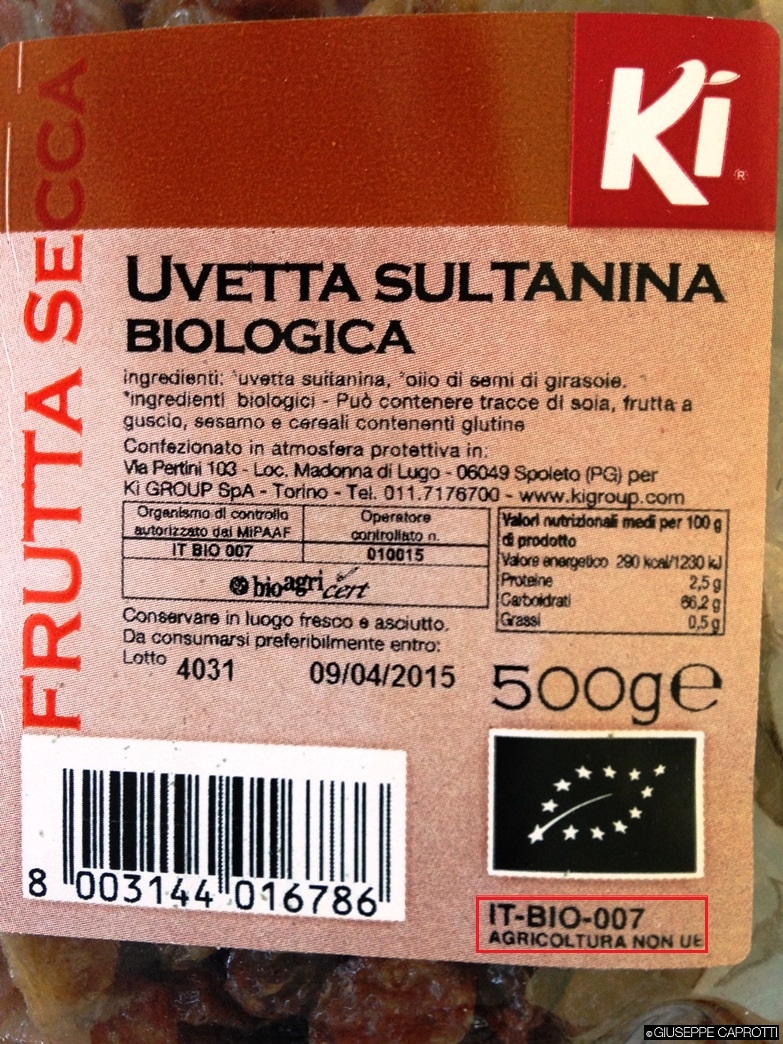 Ki
®
FRUTTA SECCA
UVETTA SULTANINA
BIOLOGICA
Ingredienti: *uvetta sultanina, *olio di semi di girasole.
*ingredienti biologici - Può contenere tracce di soia, frutta a
guscio, sesamo e cereali contenenti glutine
Confezionato in atmosfera protettiva in:
Via Pertini 103 - Loc. Madonna di Lugo - 06049 Spoleto (PG) per
Ki GROUP SpA - Torino - Tel. 011.7176700 - www.kigroup.com
Organismo di controllo
autorizzato dal MiPAAF
IT BIO 007
Operatore
controllato n.
010015
bioagricert
Valori nutrizionali medi per 100 g
di prodotto
Valore energetico 290 kcal/1230 kJ
Proteine 2,5 g
Carboidrati 66,2 g
Grassi 0,5 g
Conservare in luogo fresco e asciutto.
Da consumarsi preferibilmente entro:
Lotto 4031 09/04/2015
500g e
8 003144 016786
IT-BIO-007
AGRICOLTURA NON UE
©GIUSEPPE CAPROTTI